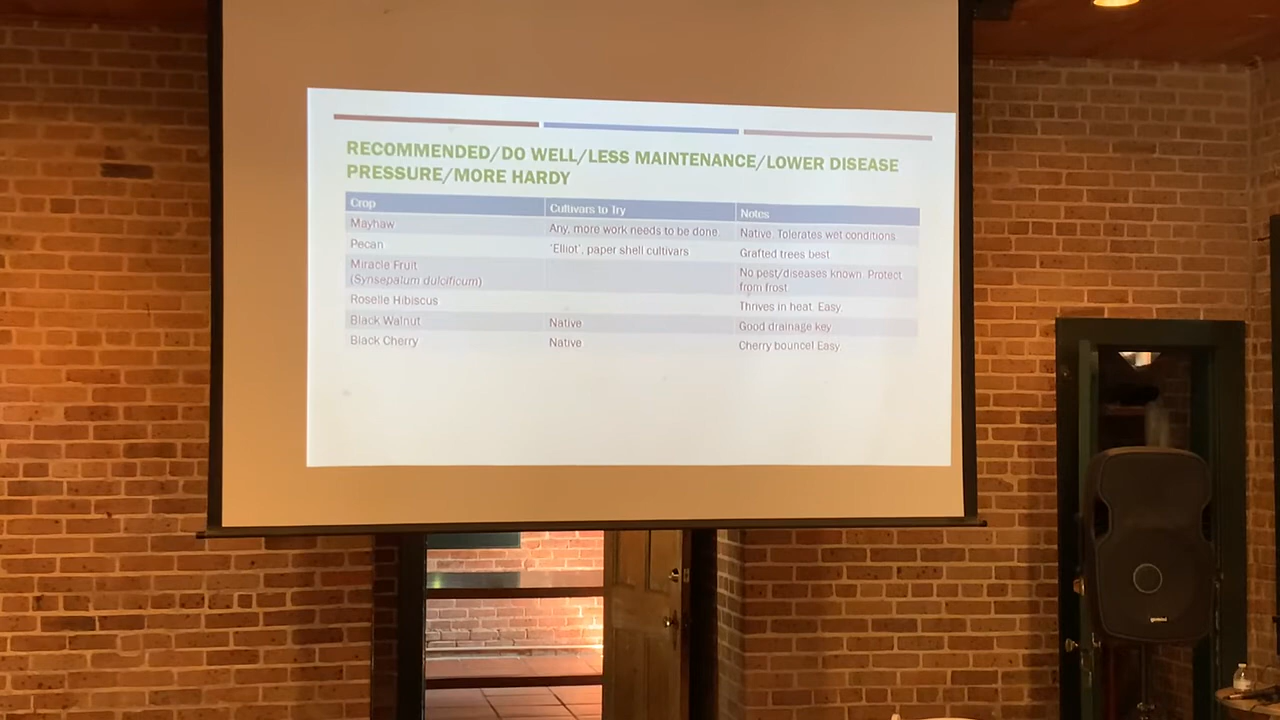 RECOMMENDED/DO WELL/LESS MAINTENANCE/LOWER DISEASE
PRESSURE/MORE HARDY
Crop Cultivars to Try Notes
Mayhaw Any, more work needs to be done. Native. Tolerates wet conditions.
Pecan 'Elliot', paper shell cultivars Grafted trees best
Miracle Fruit No pest/diseases known. Protect
(Synsepalum dulcificum) from frost
Roselle Hibiscus Thrives in heat. Easy.
Black Walnut Native Good drainage key
Black Cherry Native Cherry bounce! Easy